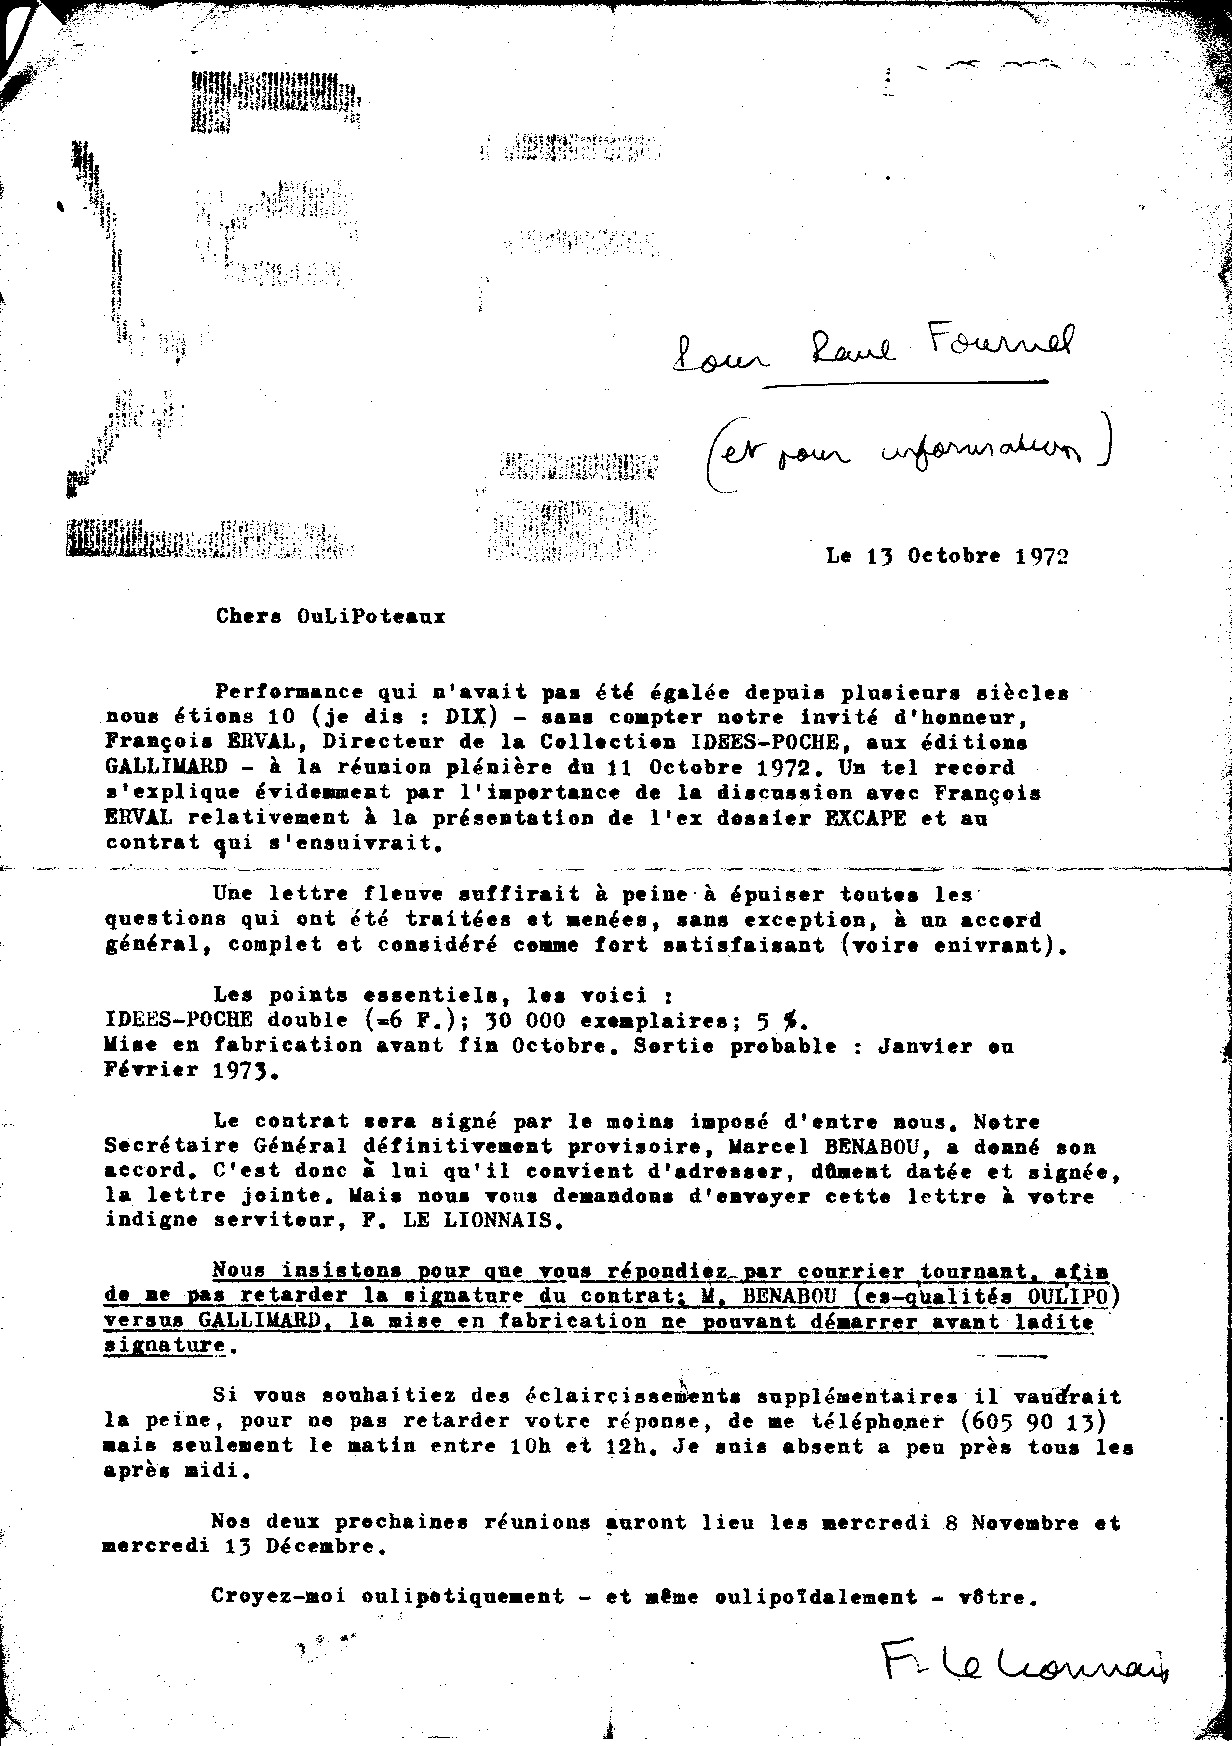 Pour Paul Fournel
(et pour information)
Le 13 Octobre 1972
Chers OuLiPoteaux
Performance qui n'avait pas été égalée depuis plusieurs siècles
nous étions 10 (je dis : DIX) - sans compter notre invité d'honneur,
François ERVAL, Directeur de la Collection IDEES-POCHE, aux éditions
GALLIMARD - à la réunion plénière du 11 Octobre 1972. Un tel record
s'explique évidemment par l'importance de la discussion avec François
ERVAL relativement à la présentation de l'ex dossier EXCAPE et au
contrat qui s'ensuivrait.
Une lettre fleuve suffirait à peine à épuiser toutes les
questions qui ont été traitées et menées, sans exception, à un accord
général, complet et considéré comme fort satisfaisant (voire enivrant).
Les points essentiels, les voici :
IDEES-POCHE double (=6 F.); 30 000 exemplaires; 5 %.
Mise en fabrication avant fin Octobre. Sortie probable : Janvier ou
Février 1973.
Le contrat sera signé par le moins imposé d'entre nous. Notre
Secrétaire Général définitivement provisoire, Marcel BENABOU, a donné son
accord. C'est donc à lui qu'il convient d'adresser, dûment datée et signée,
la lettre jointe. Mais nous vous demandons d'envoyer cette lettre à votre
indigne serviteur, F. LE LIONNAIS.
Nous insistons pour que vous répondiez par courrier tournant, afin
de ne pas retarder la signature du contrat; M. BENABOU (es-qualités OULIPO)
versus GALLIMARD, la mise en fabrication ne pouvant démarrer avant ladite
signature.
Si vous souhaitiez des éclaircissements supplémentaires il vaudrait
la peine, pour ne pas retarder votre réponse, de me téléphoner (605 90 13)
mais seulement le matin entre 10h et 12h. Je suis absent a peu près tous les
après midi.
Nos deux prochaines réunions auront lieu les mercredi 8 Novembre et
mercredi 13 Décembre.
Croyez-moi oulipotiquement - et même oulipoïdalement - vôtre.
F. Le Lionnais